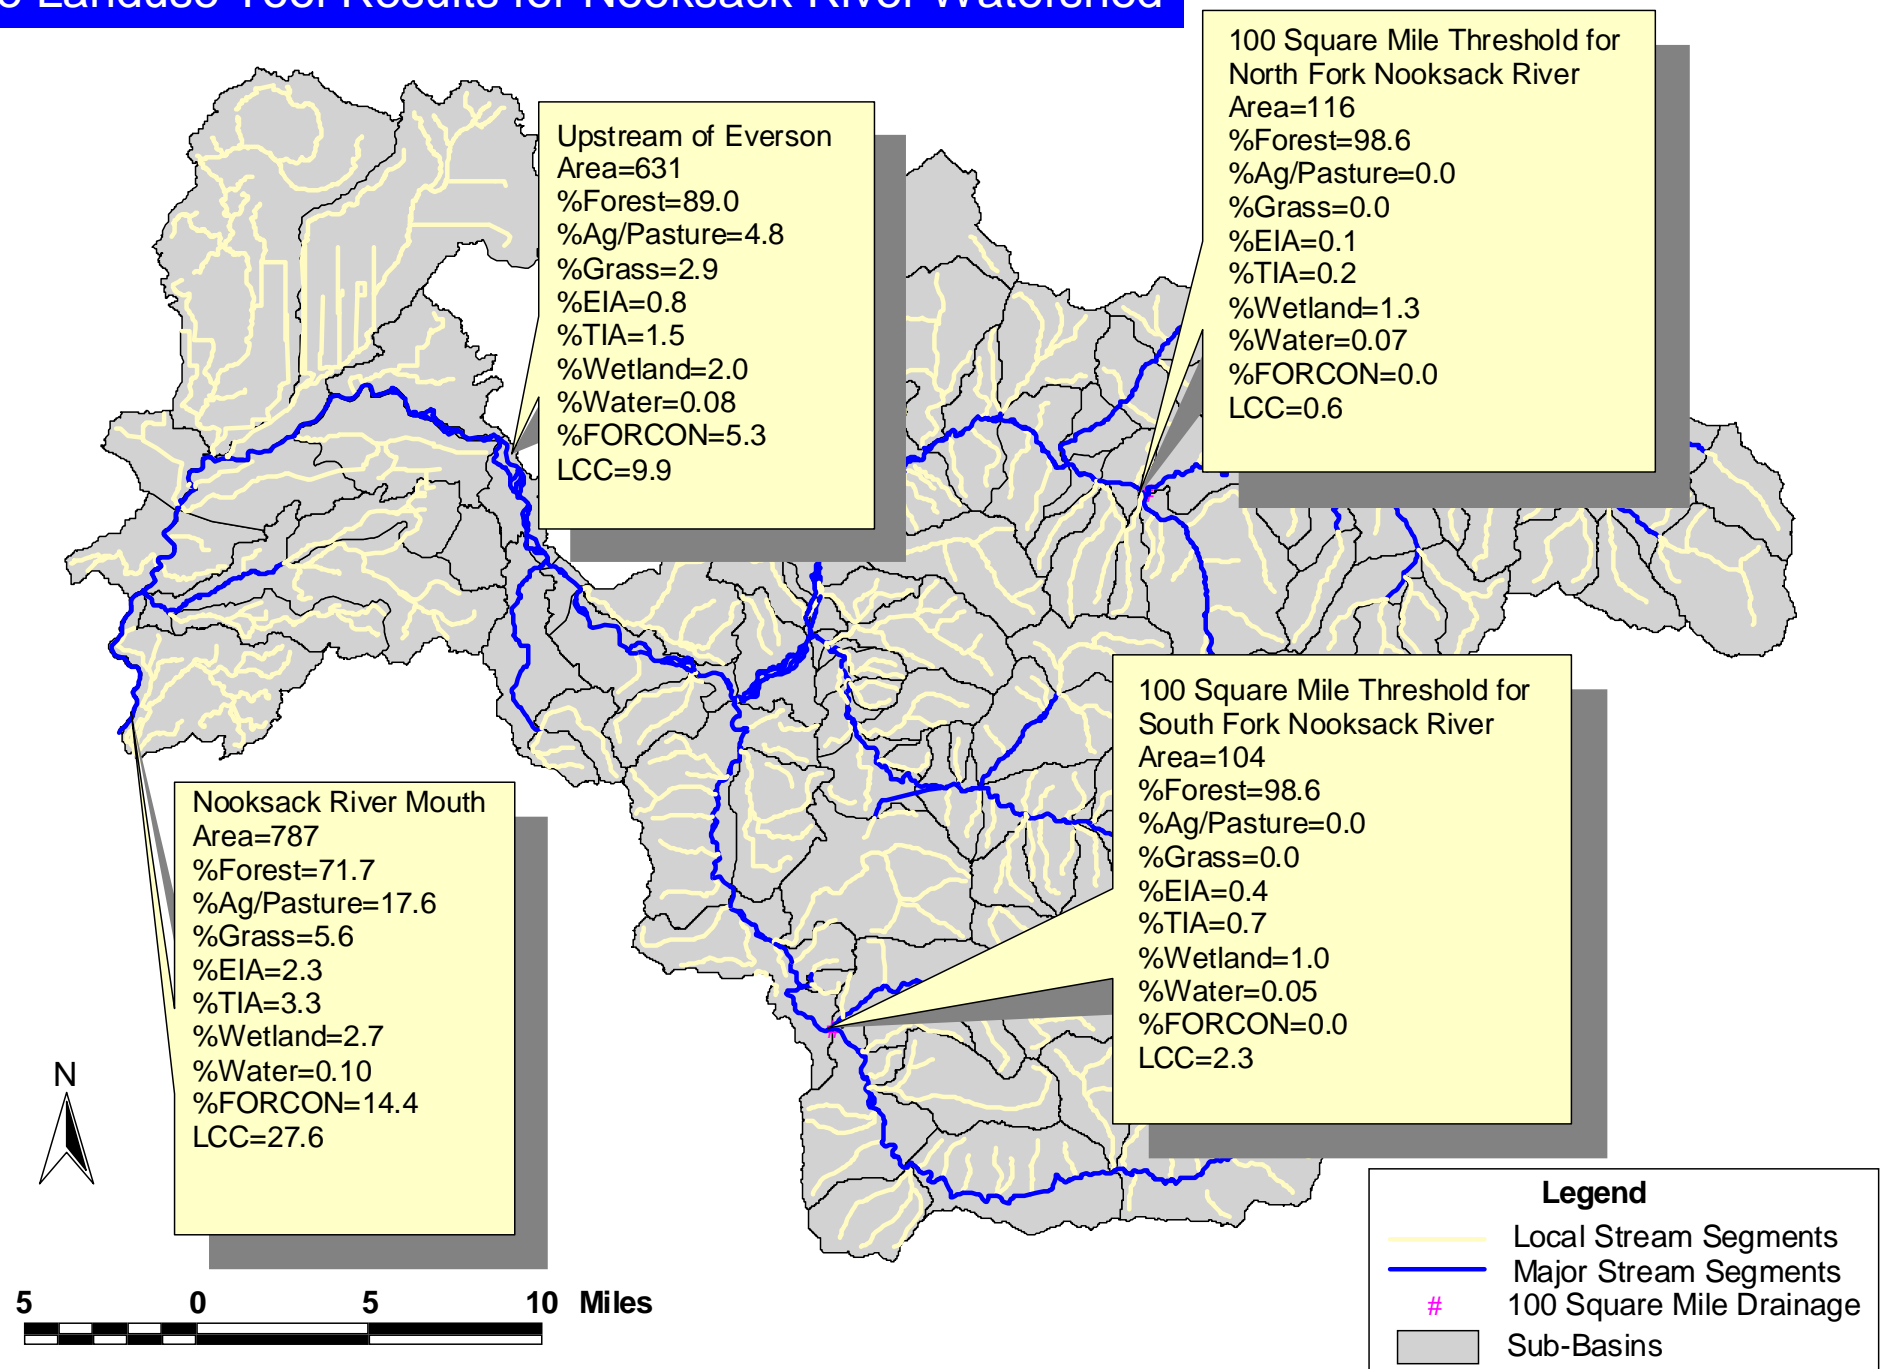 Landuse Tool Results for Nooksack River Watershed
100 Square Mile Threshold for
North Fork Nooksack River
Area=116
%Forest=98.6
%Ag/Pasture=0.0
%Grass=0.0
%EIA=0.1
%TIA=0.2
%Wetland=1.3
%Water=0.07
%FORCON=0.0
LCC=0.6
Upstream of Everson
Area=631
%Forest=89.0
%Ag/Pasture=4.8
%Grass=2.9
%EIA=0.8
%TIA=1.5
%Wetland=2.0
%Water=0.08
%FORCON=5.3
LCC=9.9
100 Square Mile Threshold for
South Fork Nooksack River
Area=104
%Forest=98.6
%Ag/Pasture=0.0
%Grass=0.0
%EIA=0.4
%TIA=0.7
%Wetland=1.0
%Water=0.05
%FORCON=0.0
LCC=2.3
Nooksack River Mouth
Area=787
%Forest=71.7
%Ag/Pasture=17.6
%Grass=5.6
%EIA=2.3
%TIA=3.3
%Wetland=2.7
%Water=0.10
%FORCON=14.4
LCC=27.6
N
5 0 5 10 Miles
Legend
Local Stream Segments
Major Stream Segments
# 100 Square Mile Drainage
Sub-Basins